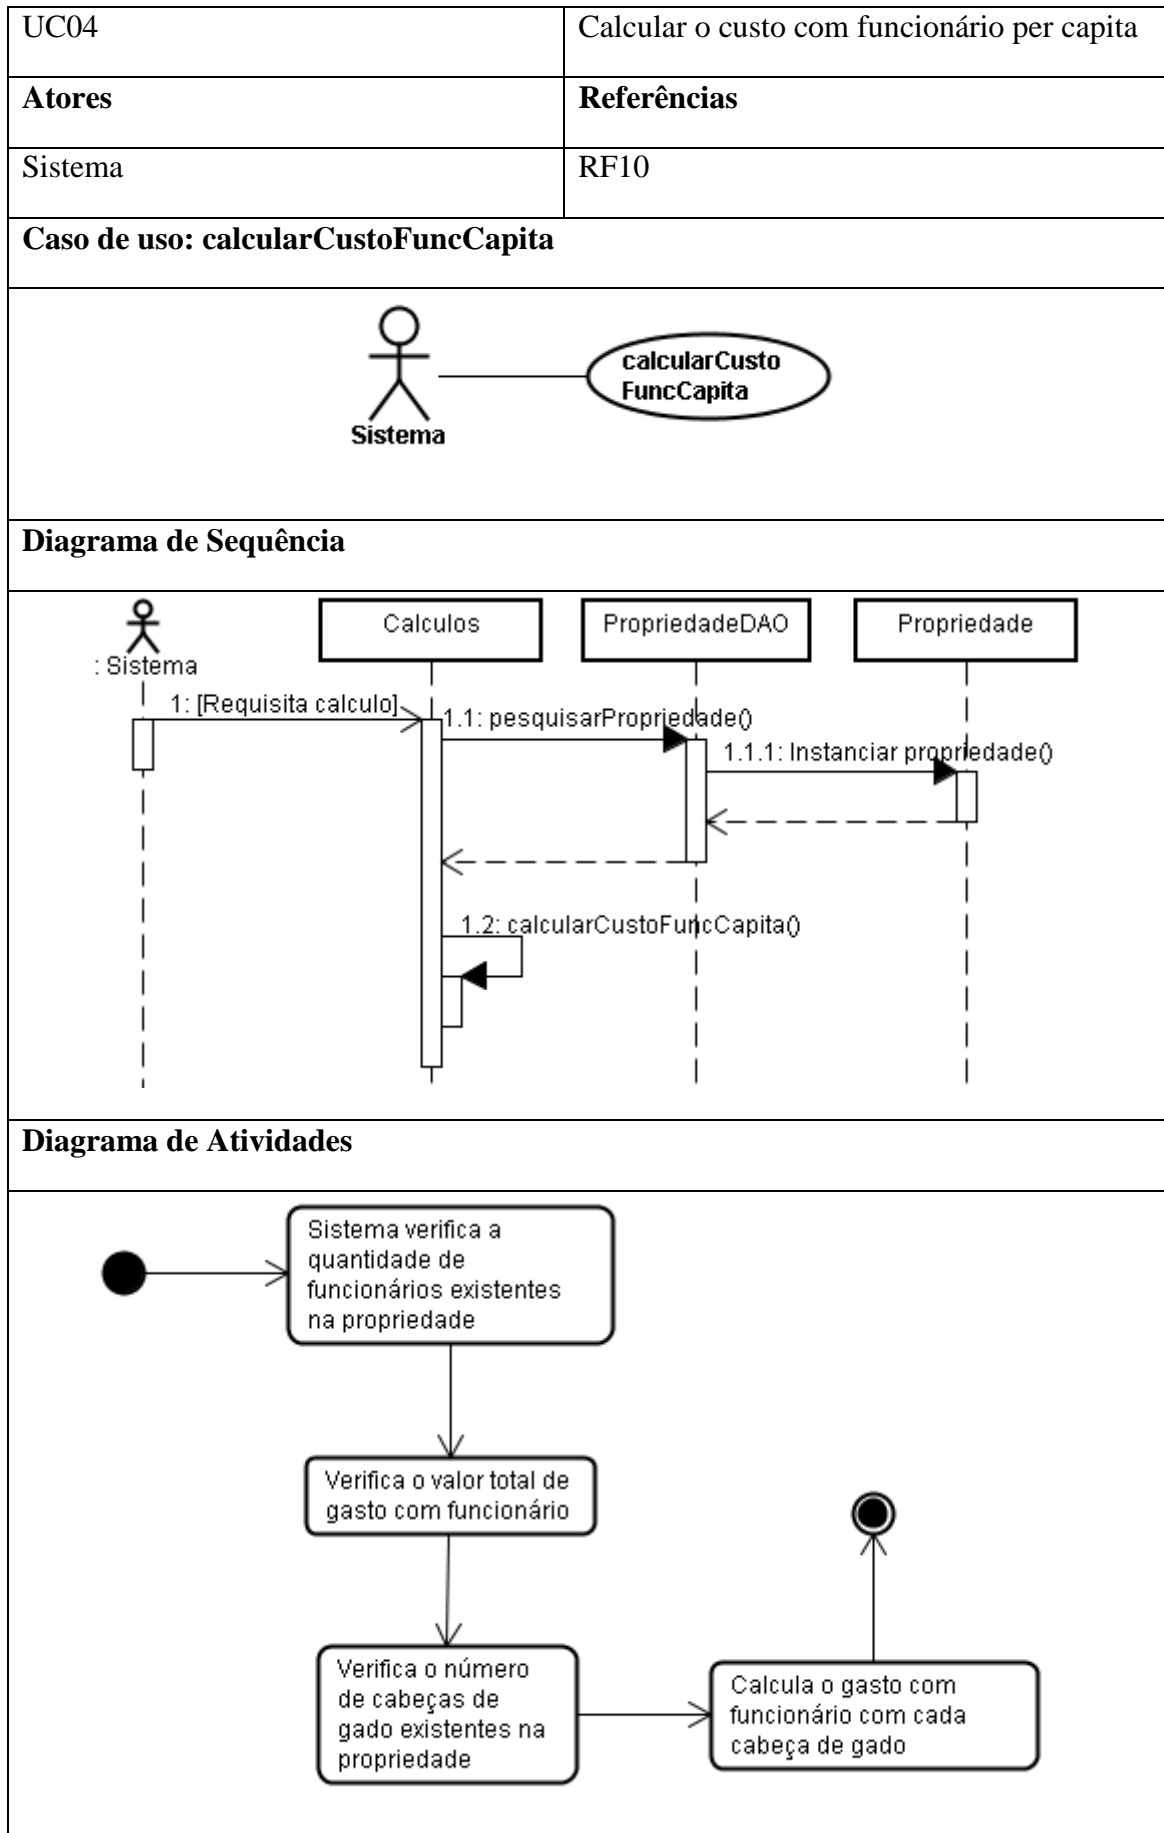 UC04
Calcular o custo com funcionário per capita
Atores
Referências
Sistema
RF10
Caso de uso: calcularCustoFuncCapita
calcularCusto
FuncCapita
Sistema
Diagrama de Sequência
Calculos
PropriedadeDAO
Propriedade
: Sistema
1: [Requisita calculo]
1.1: pesquisarPropriedade()
1.1.1: Instanciar propriedade()
1.2: calcularCustoFuncCapita()
Diagrama de Atividades
Sistema verifica a
quantidade de
funcionários existentes
na propriedade
Verifica o valor total de
gasto com funcionário
Verifica o número
de cabeças de
gado existentes na
propriedade
Calcula o gasto com
funcionário com cada
cabeça de gado